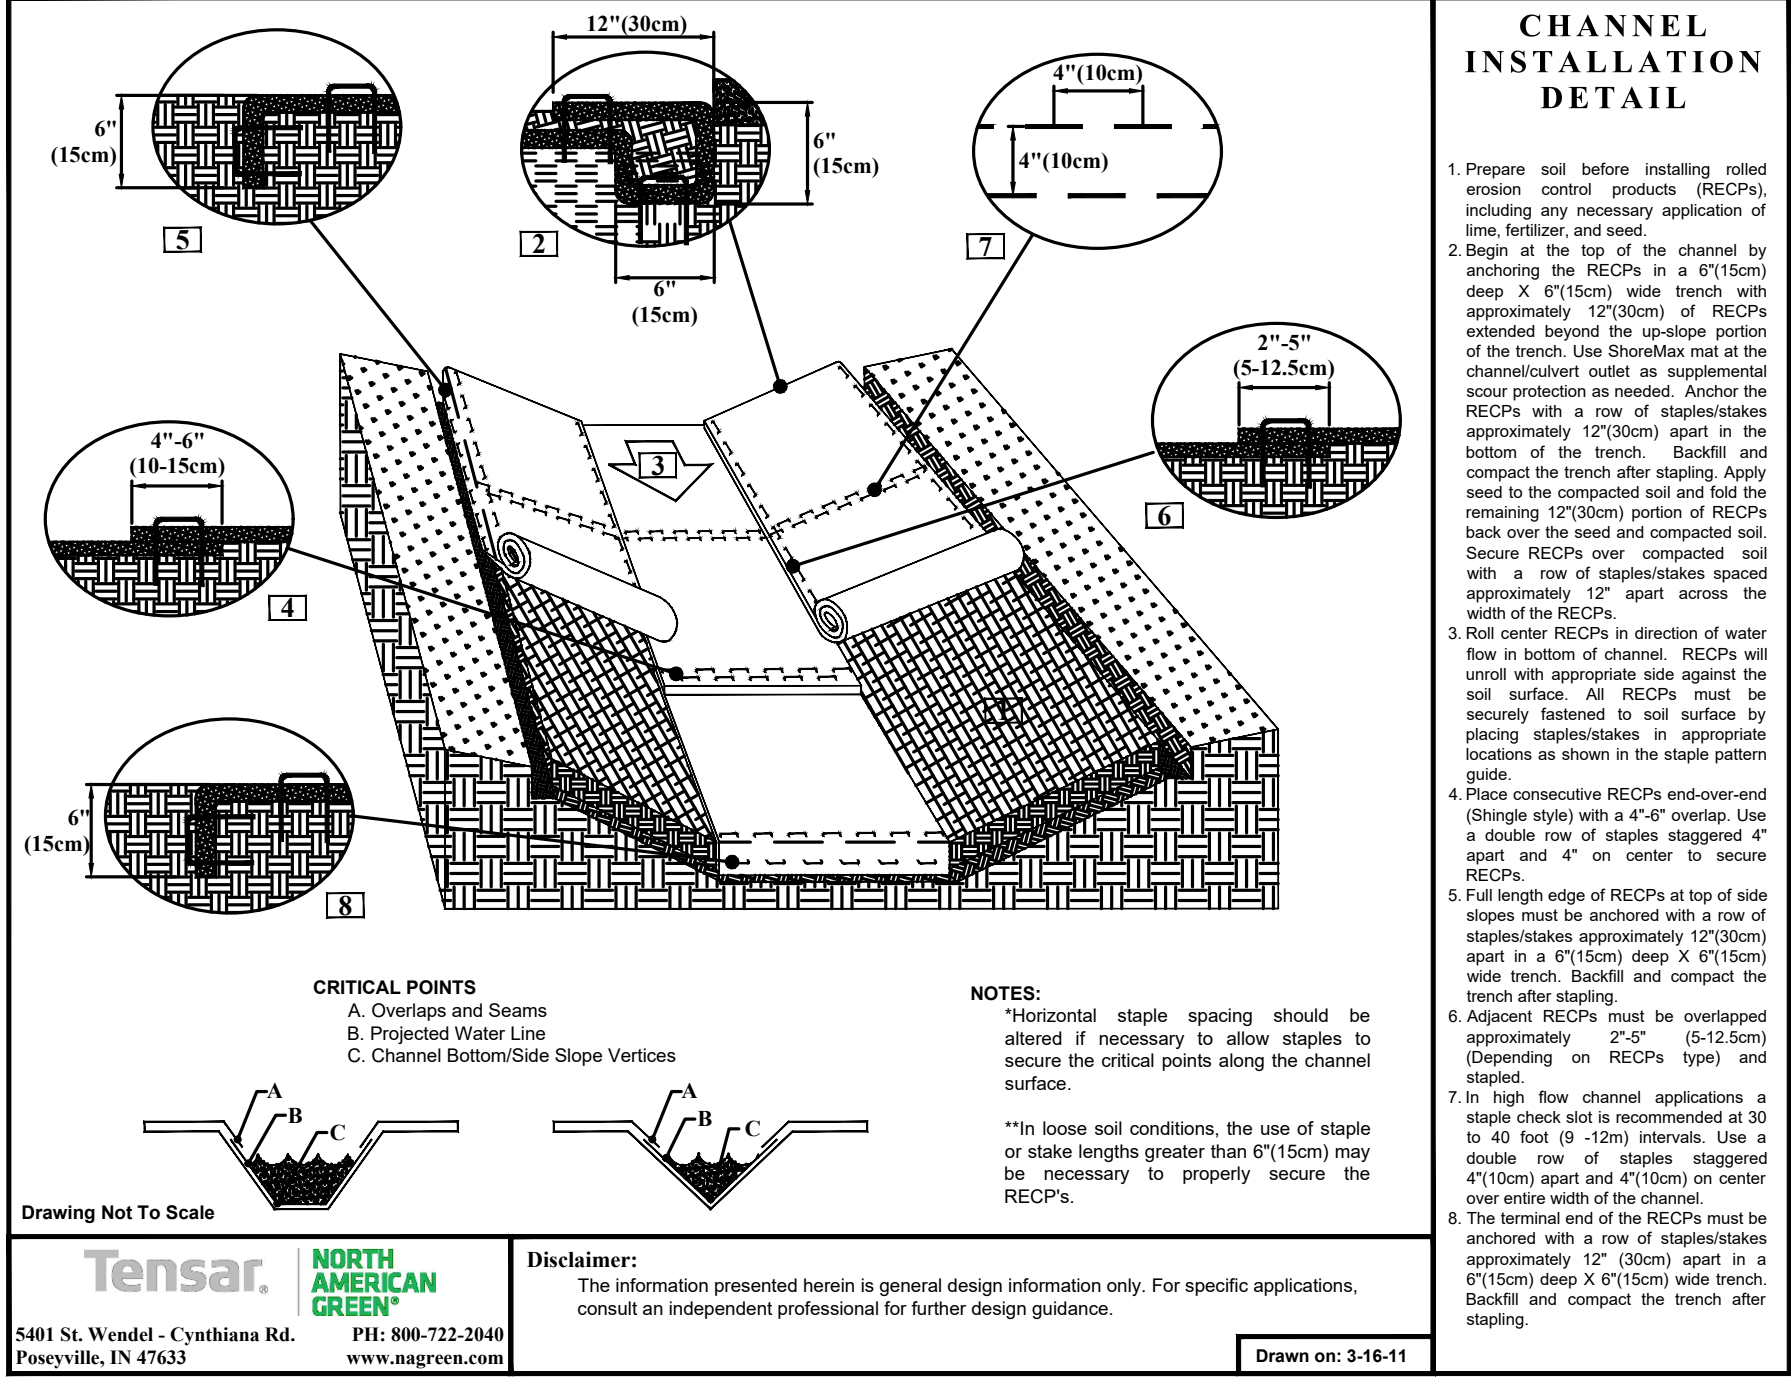 12"(30cm)
6"
(15cm)
5
6"
(15cm)
2
6"
(15cm)
4"(10cm)
4"(10cm)
7
2"-5"
(5-12.5cm)
6
4"-6"
(10-15cm)
4
3
1
6"
(15cm)
8
CRITICAL POINTS
A. Overlaps and Seams
B. Projected Water Line
C. Channel Bottom/Side Slope Vertices
A
B
C
A
B
C
Drawing Not To Scale
NOTES:
*Horizontal staple spacing should be
altered if necessary to allow staples to
secure the critical points along the channel
surface.
**In loose soil conditions, the use of staple
or stake lengths greater than 6"(15cm) may
be necessary to properly secure the
RECP's.
CHANNEL
INSTALLATION
DETAIL
1. Prepare soil before installing rolled
erosion control products (RECPs),
including any necessary application of
lime, fertilizer, and seed.
2. Begin at the top of the channel by
anchoring the RECPs in a 6"(15cm)
deep X 6"(15cm) wide trench with
approximately 12"(30cm) of RECPs
extended beyond the up-slope portion
of the trench. Use ShoreMax mat at the
channel/culvert outlet as supplemental
scour protection as needed. Anchor the
RECPs with a row of staples/stakes
approximately 12"(30cm) apart in the
bottom of the trench. Backfill and
compact the trench after stapling. Apply
seed to the compacted soil and fold the
remaining 12"(30cm) portion of RECPs
back over the seed and compacted soil.
Secure RECPs over compacted soil
with a row of staples/stakes spaced
approximately 12" apart across the
width of the RECPs.
3. Roll center RECPs in direction of water
flow in bottom of channel. RECPs will
unroll with appropriate side against the
soil surface. All RECPs must be
securely fastened to soil surface by
placing staples/stakes in appropriate
locations as shown in the staple pattern
guide.
4. Place consecutive RECPs end-over-end
(Shingle style) with a 4"-6" overlap. Use
a double row of staples staggered 4"
apart and 4" on center to secure
RECPs.
5. Full length edge of RECPs at top of side
slopes must be anchored with a row of
staples/stakes approximately 12"(30cm)
apart in a 6"(15cm) deep X 6"(15cm)
wide trench. Backfill and compact the
trench after stapling.
6. Adjacent RECPs must be overlapped
approximately 2"-5" (5-12.5cm)
(Depending on RECPs type) and
stapled.
7. In high flow channel applications a
staple check slot is recommended at 30
to 40 foot (9 -12m) intervals. Use a
double row of staples staggered
4"(10cm) apart and 4"(10cm) on center
over entire width of the channel.
8. The terminal end of the RECPs must be
anchored with a row of staples/stakes
approximately 12" (30cm) apart in a
6"(15cm) deep X 6"(15cm) wide trench.
Backfill and compact the trench after
stapling.
Tensar®
NORTH
AMERICAN
GREEN®
5401 St. Wendel - Cynthiana Rd. PH: 800-722-2040
Poseyville, IN 47633 www.nagreen.com
Disclaimer:
The information presented herein is general design information only. For specific applications,
consult an independent professional for further design guidance.
Drawn on: 3-16-11